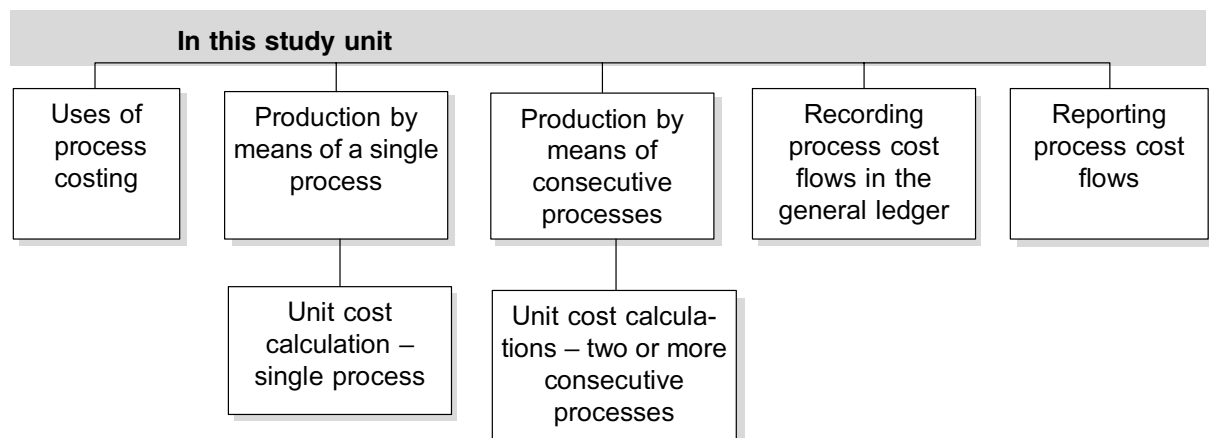 In this study unit
Uses of
process
costing
Production by
means of a single
process
Production by
means of
consecutive
processes
Recording
process cost
flows in the
general ledger
Reporting
process cost
flows
Unit cost
calculation –
single process
Unit cost calcula-
tions – two or more
consecutive
processes